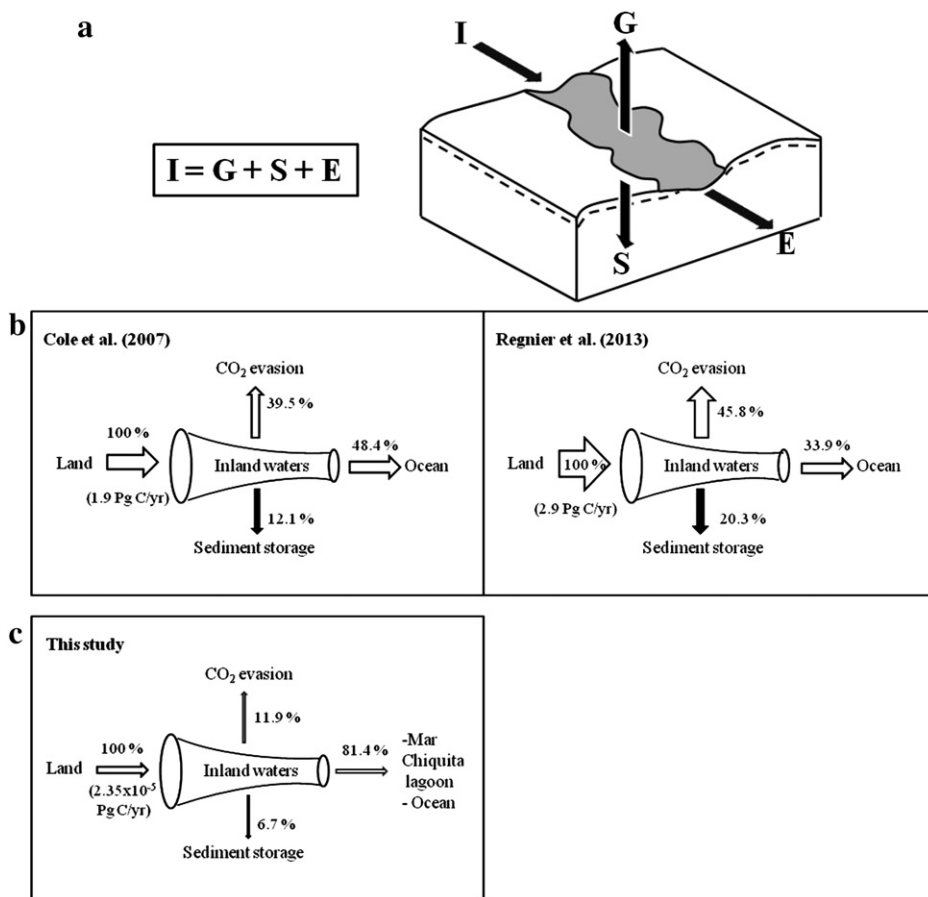 a
I
G
I = G + S + E
S
E
b
Cole et al. (2007)
CO₂ evasion
39.5 %
100 %
48.4 %
Land
Inland waters
Ocean
(1.9 Pg C/yr)
12.1 %
Sediment storage
Regnier et al. (2013)
CO₂ evasion
45.8 %
33.9 %
Land
100 %
Inland waters
Ocean
(2.9 Pg C/yr)
20.3 %
Sediment storage
c
This study
CO₂ evasion
11.9 %
100 %
81.4 %
Land
Inland waters
-Mar
Chiquita
lagoon
- Ocean
(2.35x10⁻⁵
Pg C/yr)
6.7 %
Sediment storage